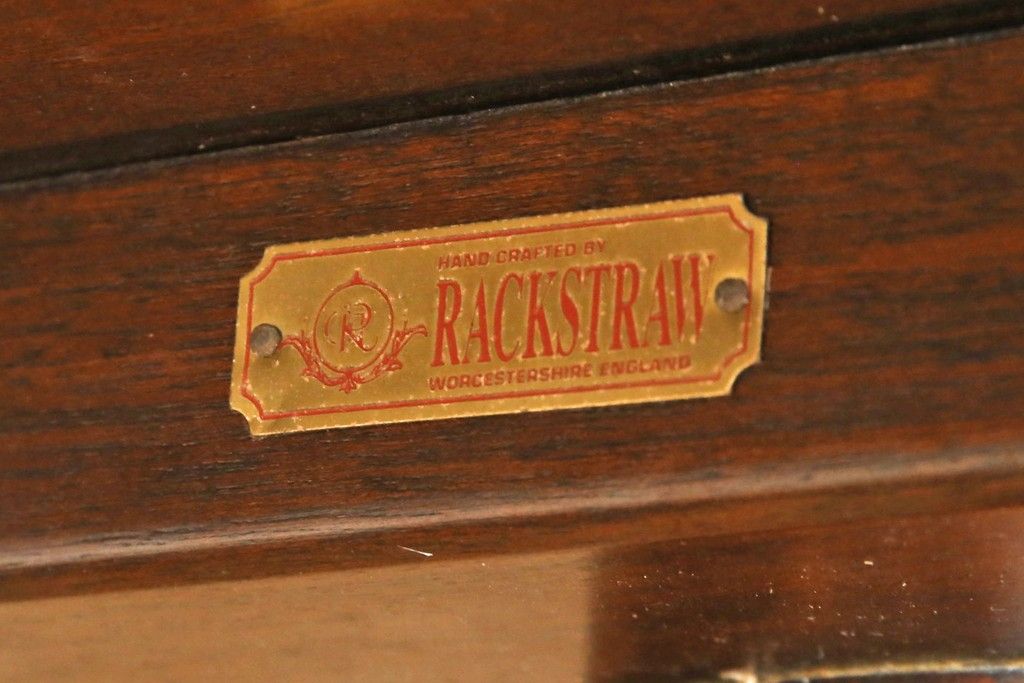 HAND CRAFTED BY
RACKSTRAW
WORCESTERSHIRE ENGLAND